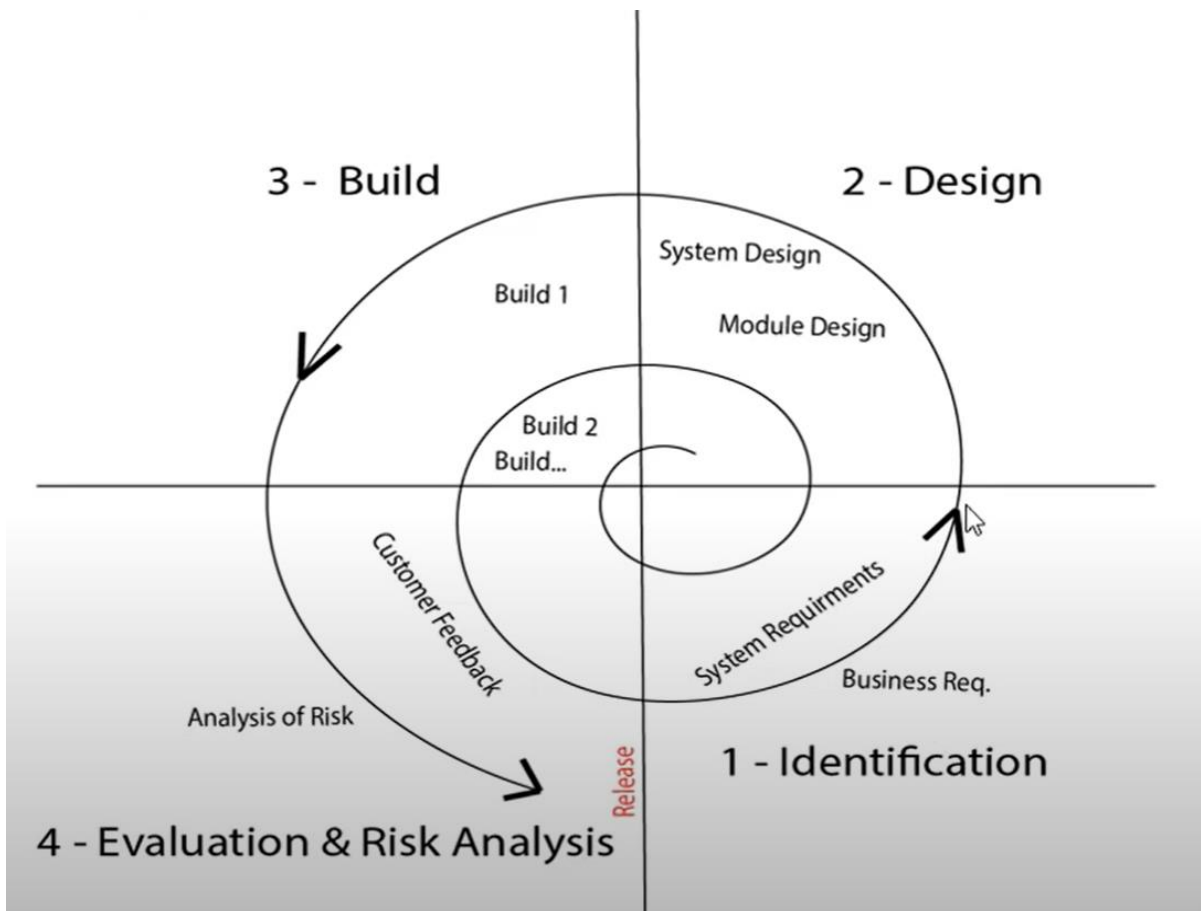 3 - Build
2 - Design
System Design
Build 1
Module Design
Build 2
Build...
Customer Feedback
System Requirments
Business Req.
Analysis of Risk
Release
1 - Identification
4 - Evaluation & Risk Analysis